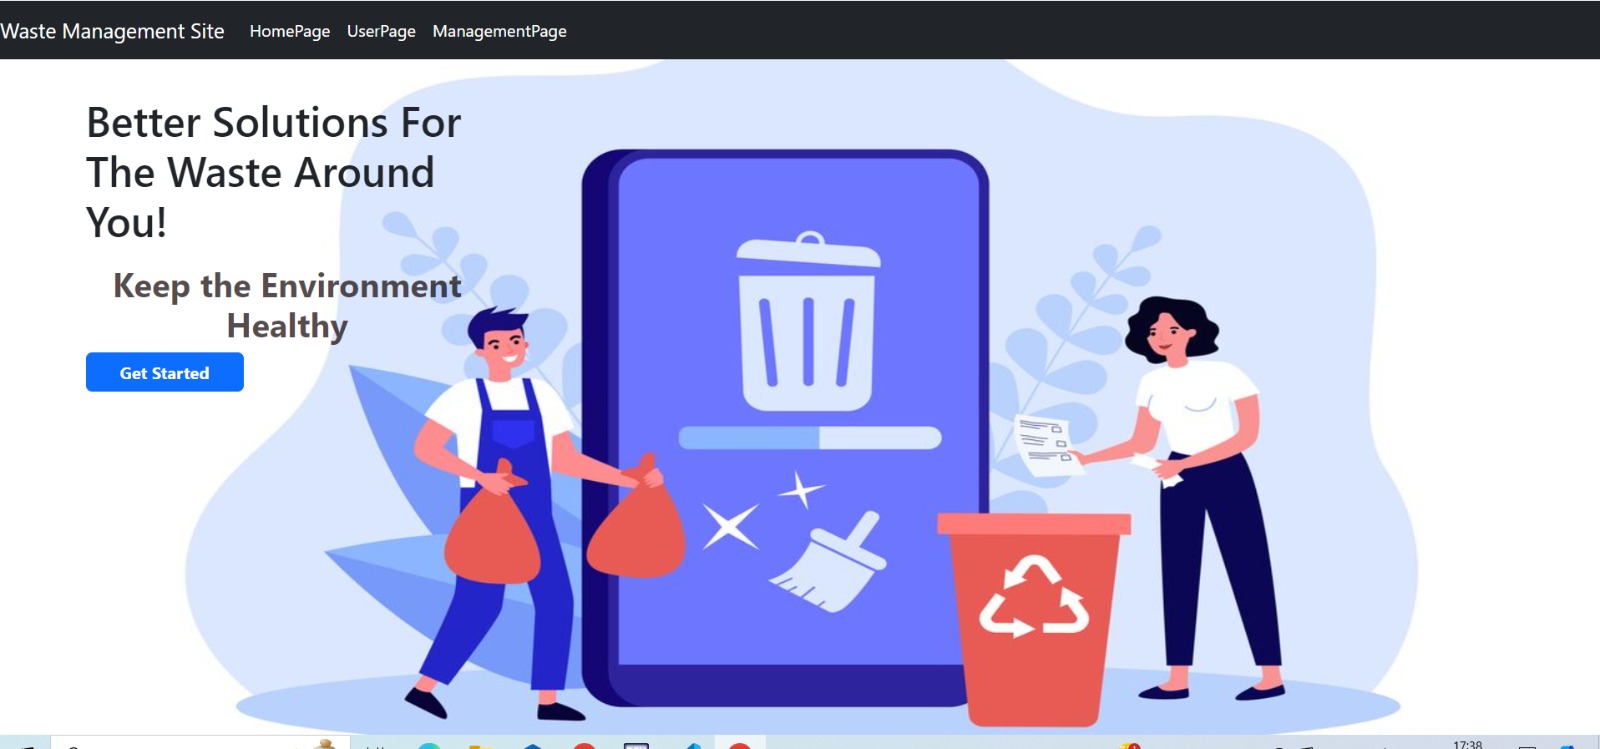 Waste Management Site HomePage UserPage ManagementPage
Better Solutions For
The Waste Around
You!
Keep the Environment
Healthy
Get Started
17:38